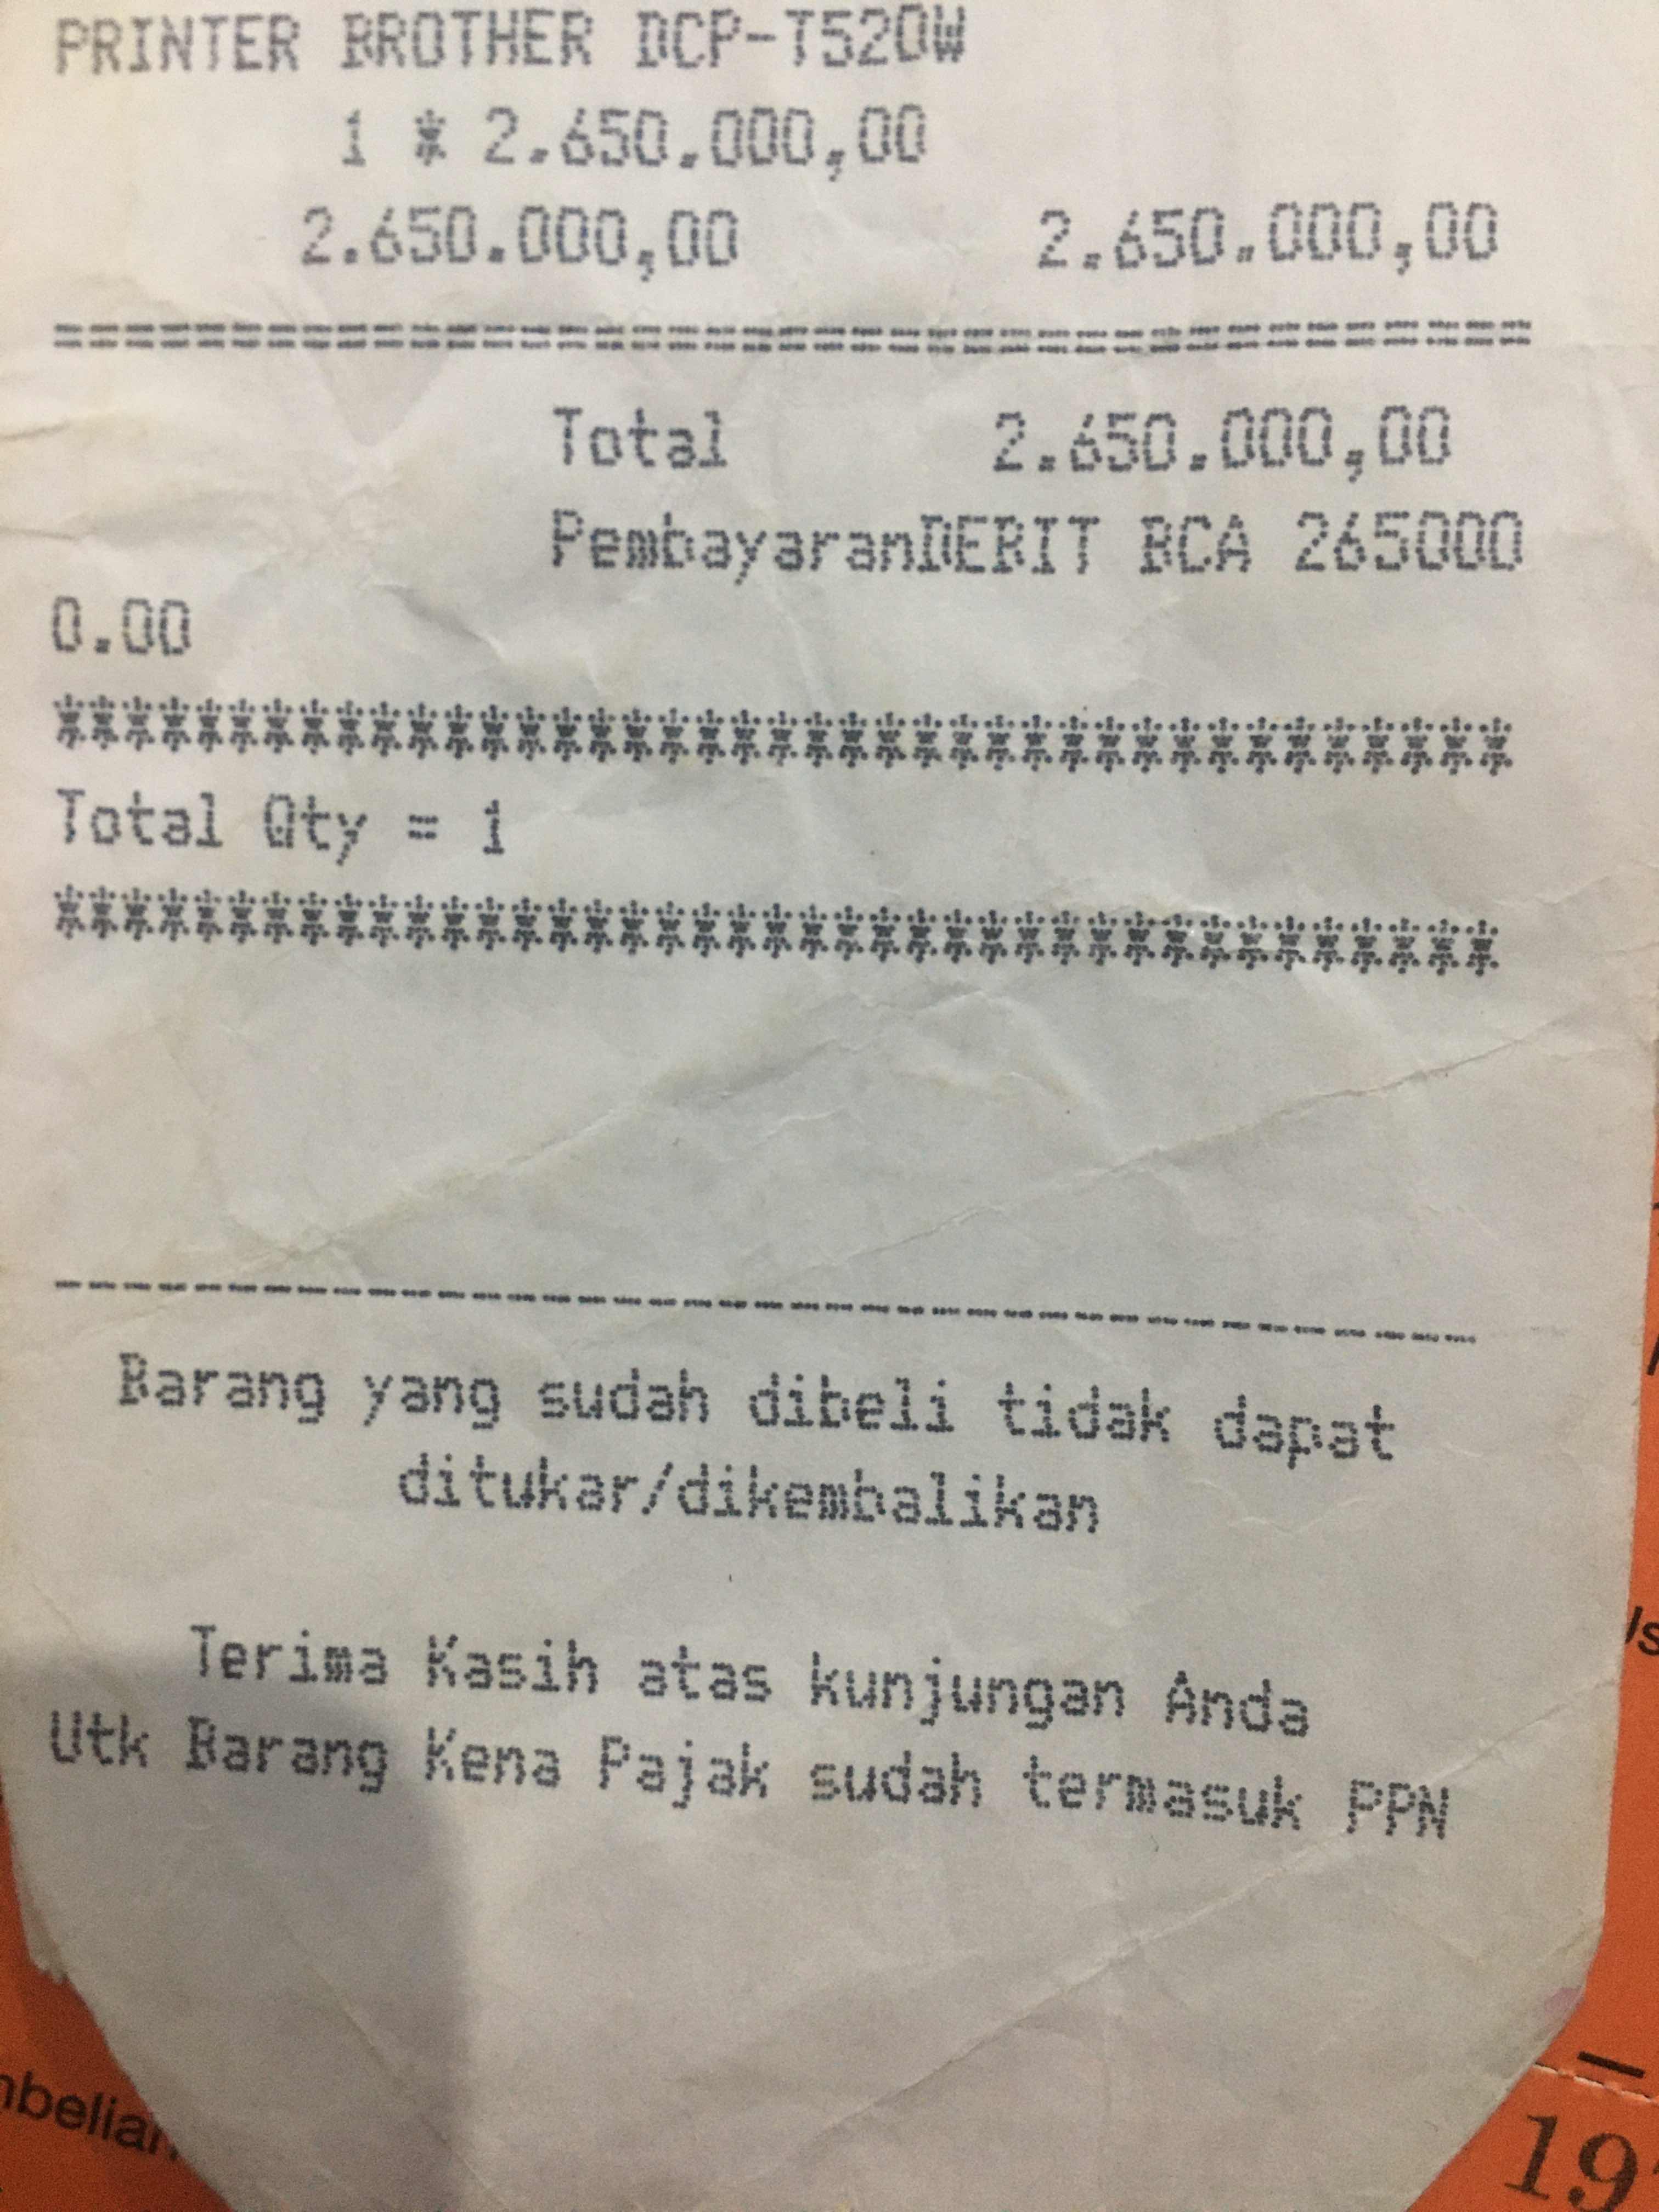 PRINTER BROTHER DCP-T520W
1 * 2.650.000,00
2.650.000,00 2.650.000,00
==========================================
Total 2.650.000,00
PembayaranDEBIT BCA 265000
0.00
*****************************************
Total Qty = 1
*****************************************
-----------------------------------------
Barang yang sudah dibeli tidak dapat
ditukar/dikembalikan
Terima Kasih atas kunjungan Anda
Utk Barang Kena Pajak sudah termasuk PPN